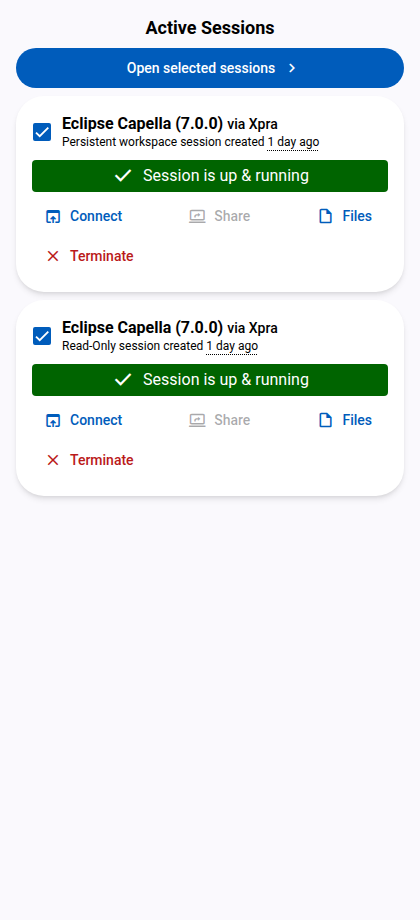 Active Sessions
Open selected sessions
Eclipse Capella (7.0.0) via Xpra
Persistent workspace session created 1 day ago
Session is up & running
Connect Share Files
Terminate
Eclipse Capella (7.0.0) via Xpra
Read-Only session created 1 day ago
Session is up & running
Connect Share Files
Terminate